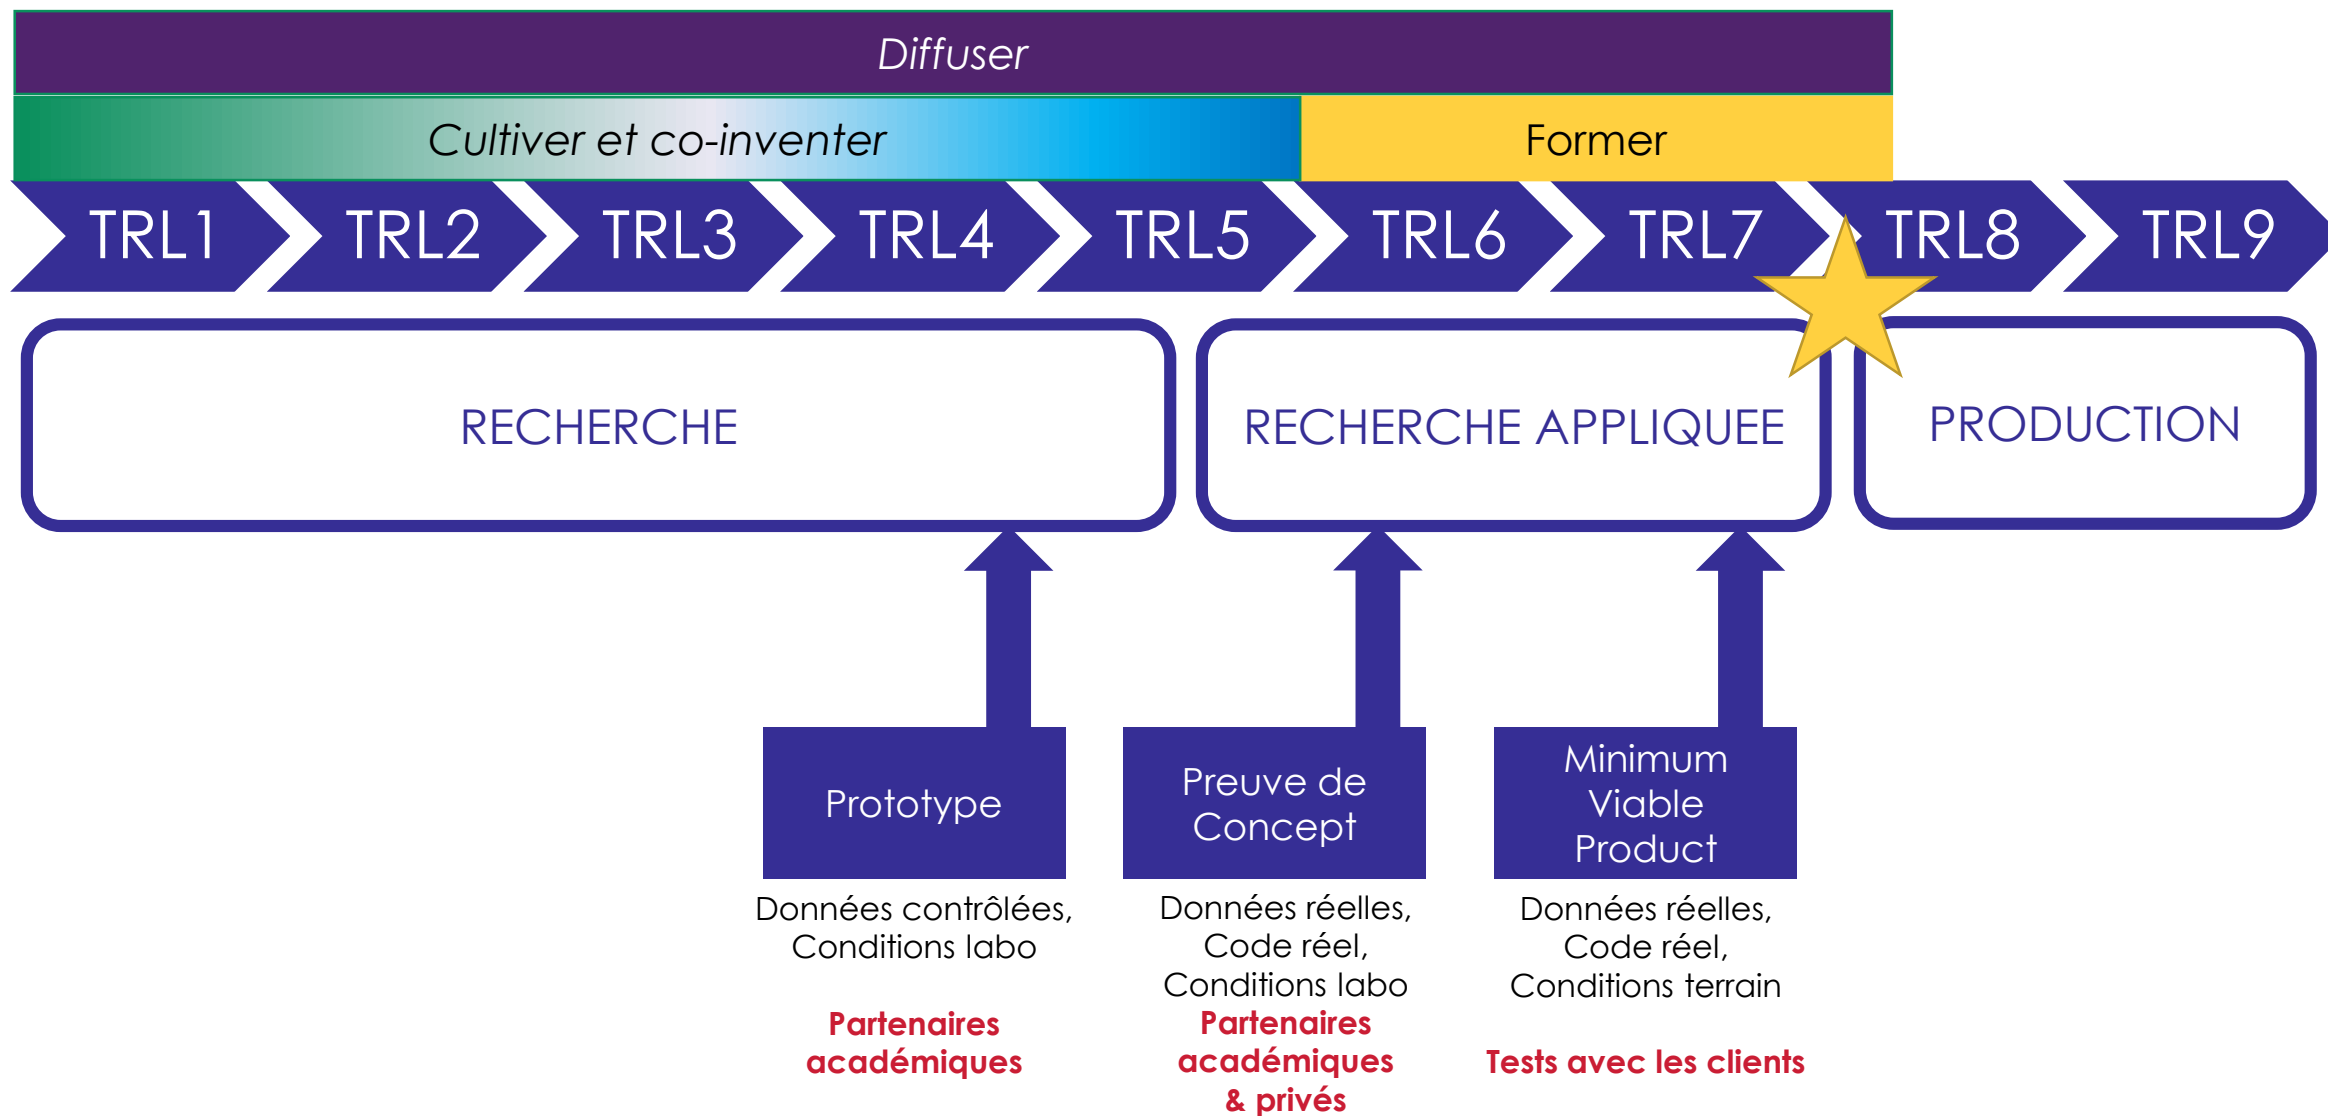 Diffuser
Cultiver et co-inventer
Former
TRL1
TRL2
TRL3
TRL4
TRL5
TRL6
TRL7
TRL8
TRL9
RECHERCHE
RECHERCHE APPLIQUEE
PRODUCTION
Prototype
Données contrôlées,
Conditions labo
Partenaires
académiques
Preuve de
Concept
Données réelles,
Code réel,
Conditions labo
Partenaires
académiques
& privés
Minimum
Viable
Product
Données réelles,
Code réel,
Conditions terrain
Tests avec les clients